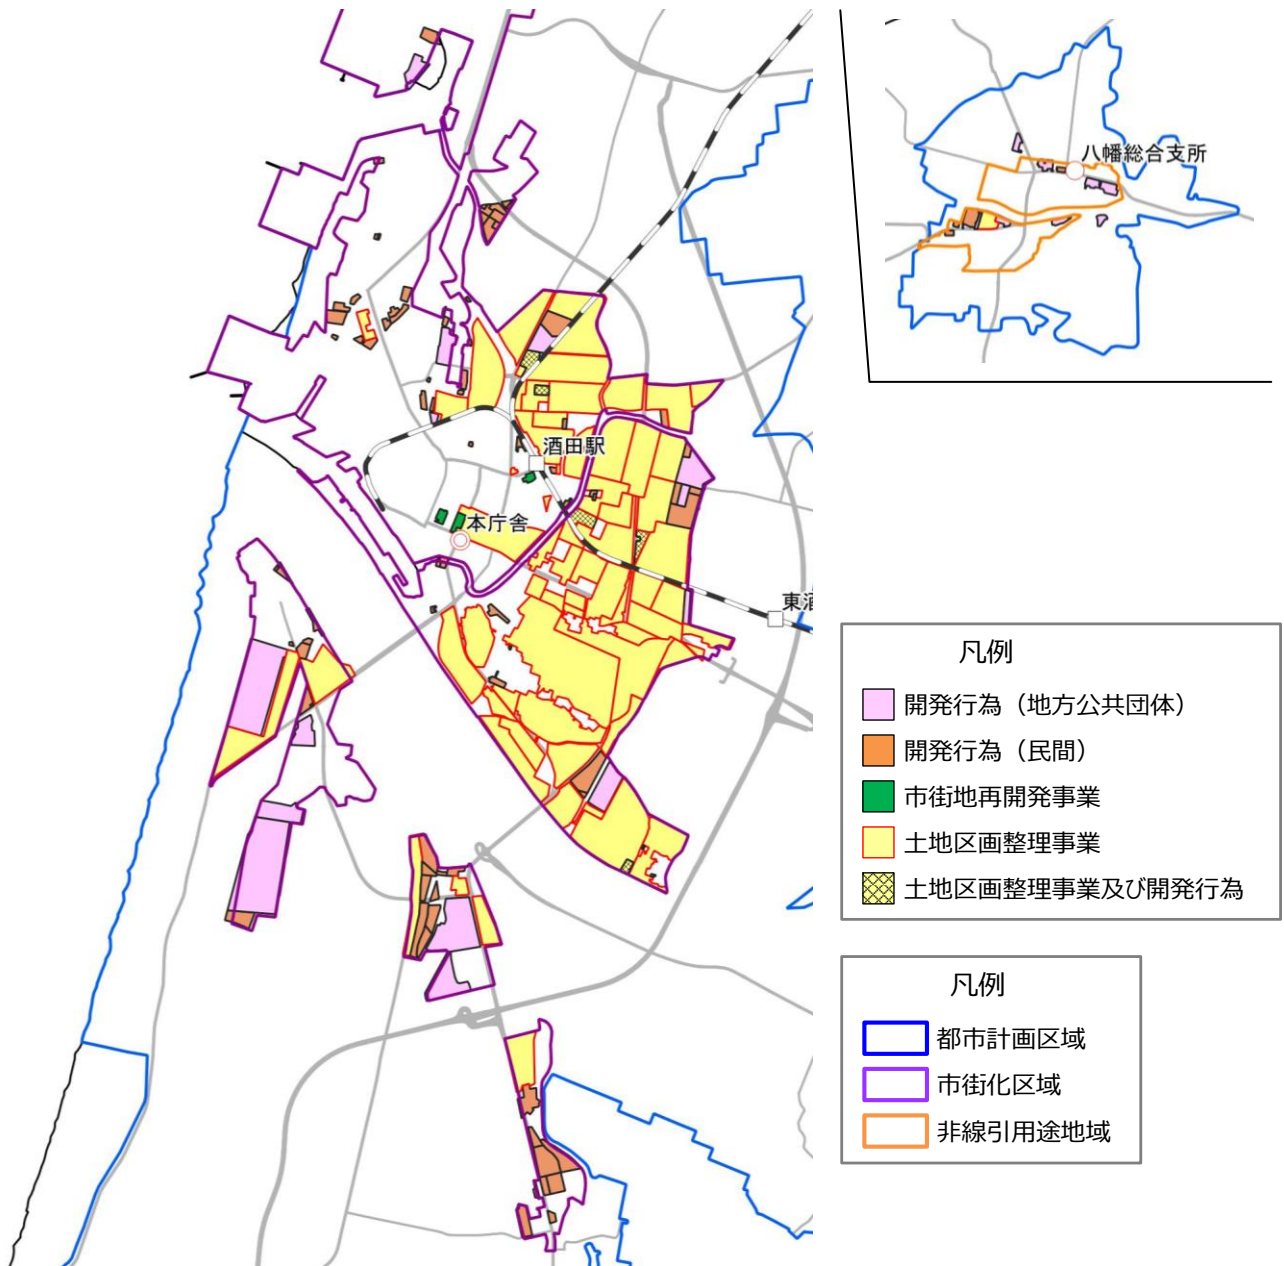 八幡総合支所
酒田駅
本庁舎
東酒
凡例
開発行為（地方公共団体）
開発行為（民間）
市街地再開発事業
土地区画整理事業
土地区画整理事業及び開発行為
凡例
都市計画区域
市街化区域
非線引用途地域